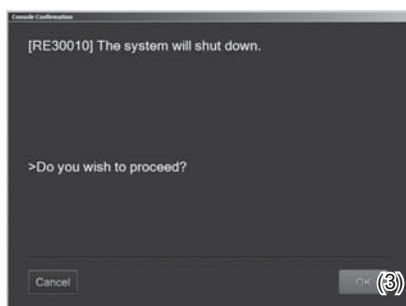 Console Confirmation
[RE30010] The system will shut down.
>Do you wish to proceed?
Cancel
OK (3)